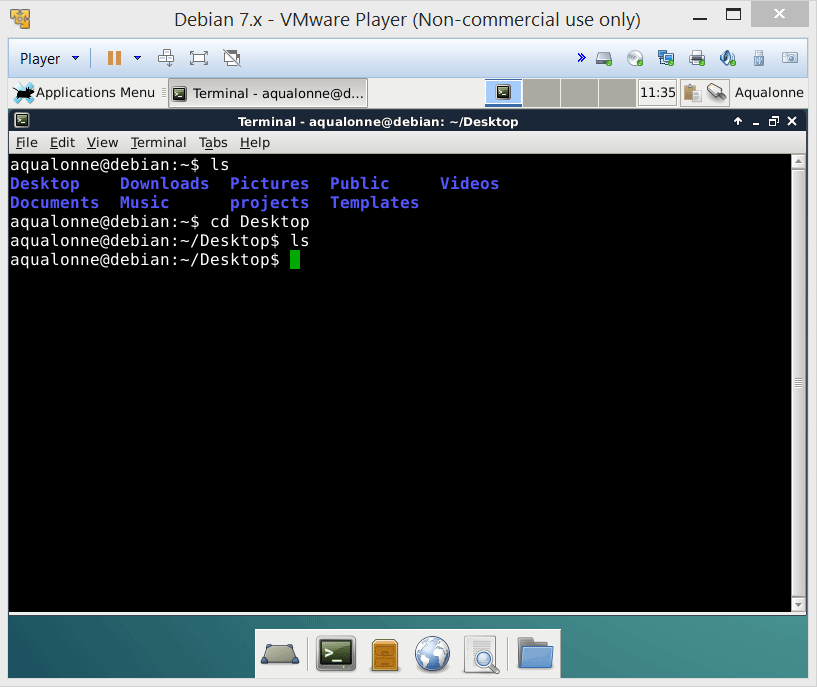 Debian 7.x - VMware Player (Non-commercial use only)
Player
Applications Menu Terminal - aqualonne@d... 11:35 Aqualonne
Terminal - aqualonne@debian: ~/Desktop
File Edit View Terminal Tabs Help
aqualonne@debian:~$ ls
Desktop Downloads Pictures Public Videos
Documents Music projects Templates
aqualonne@debian:~$ cd Desktop
aqualonne@debian:~/Desktop$ ls
aqualonne@debian:~/Desktop$